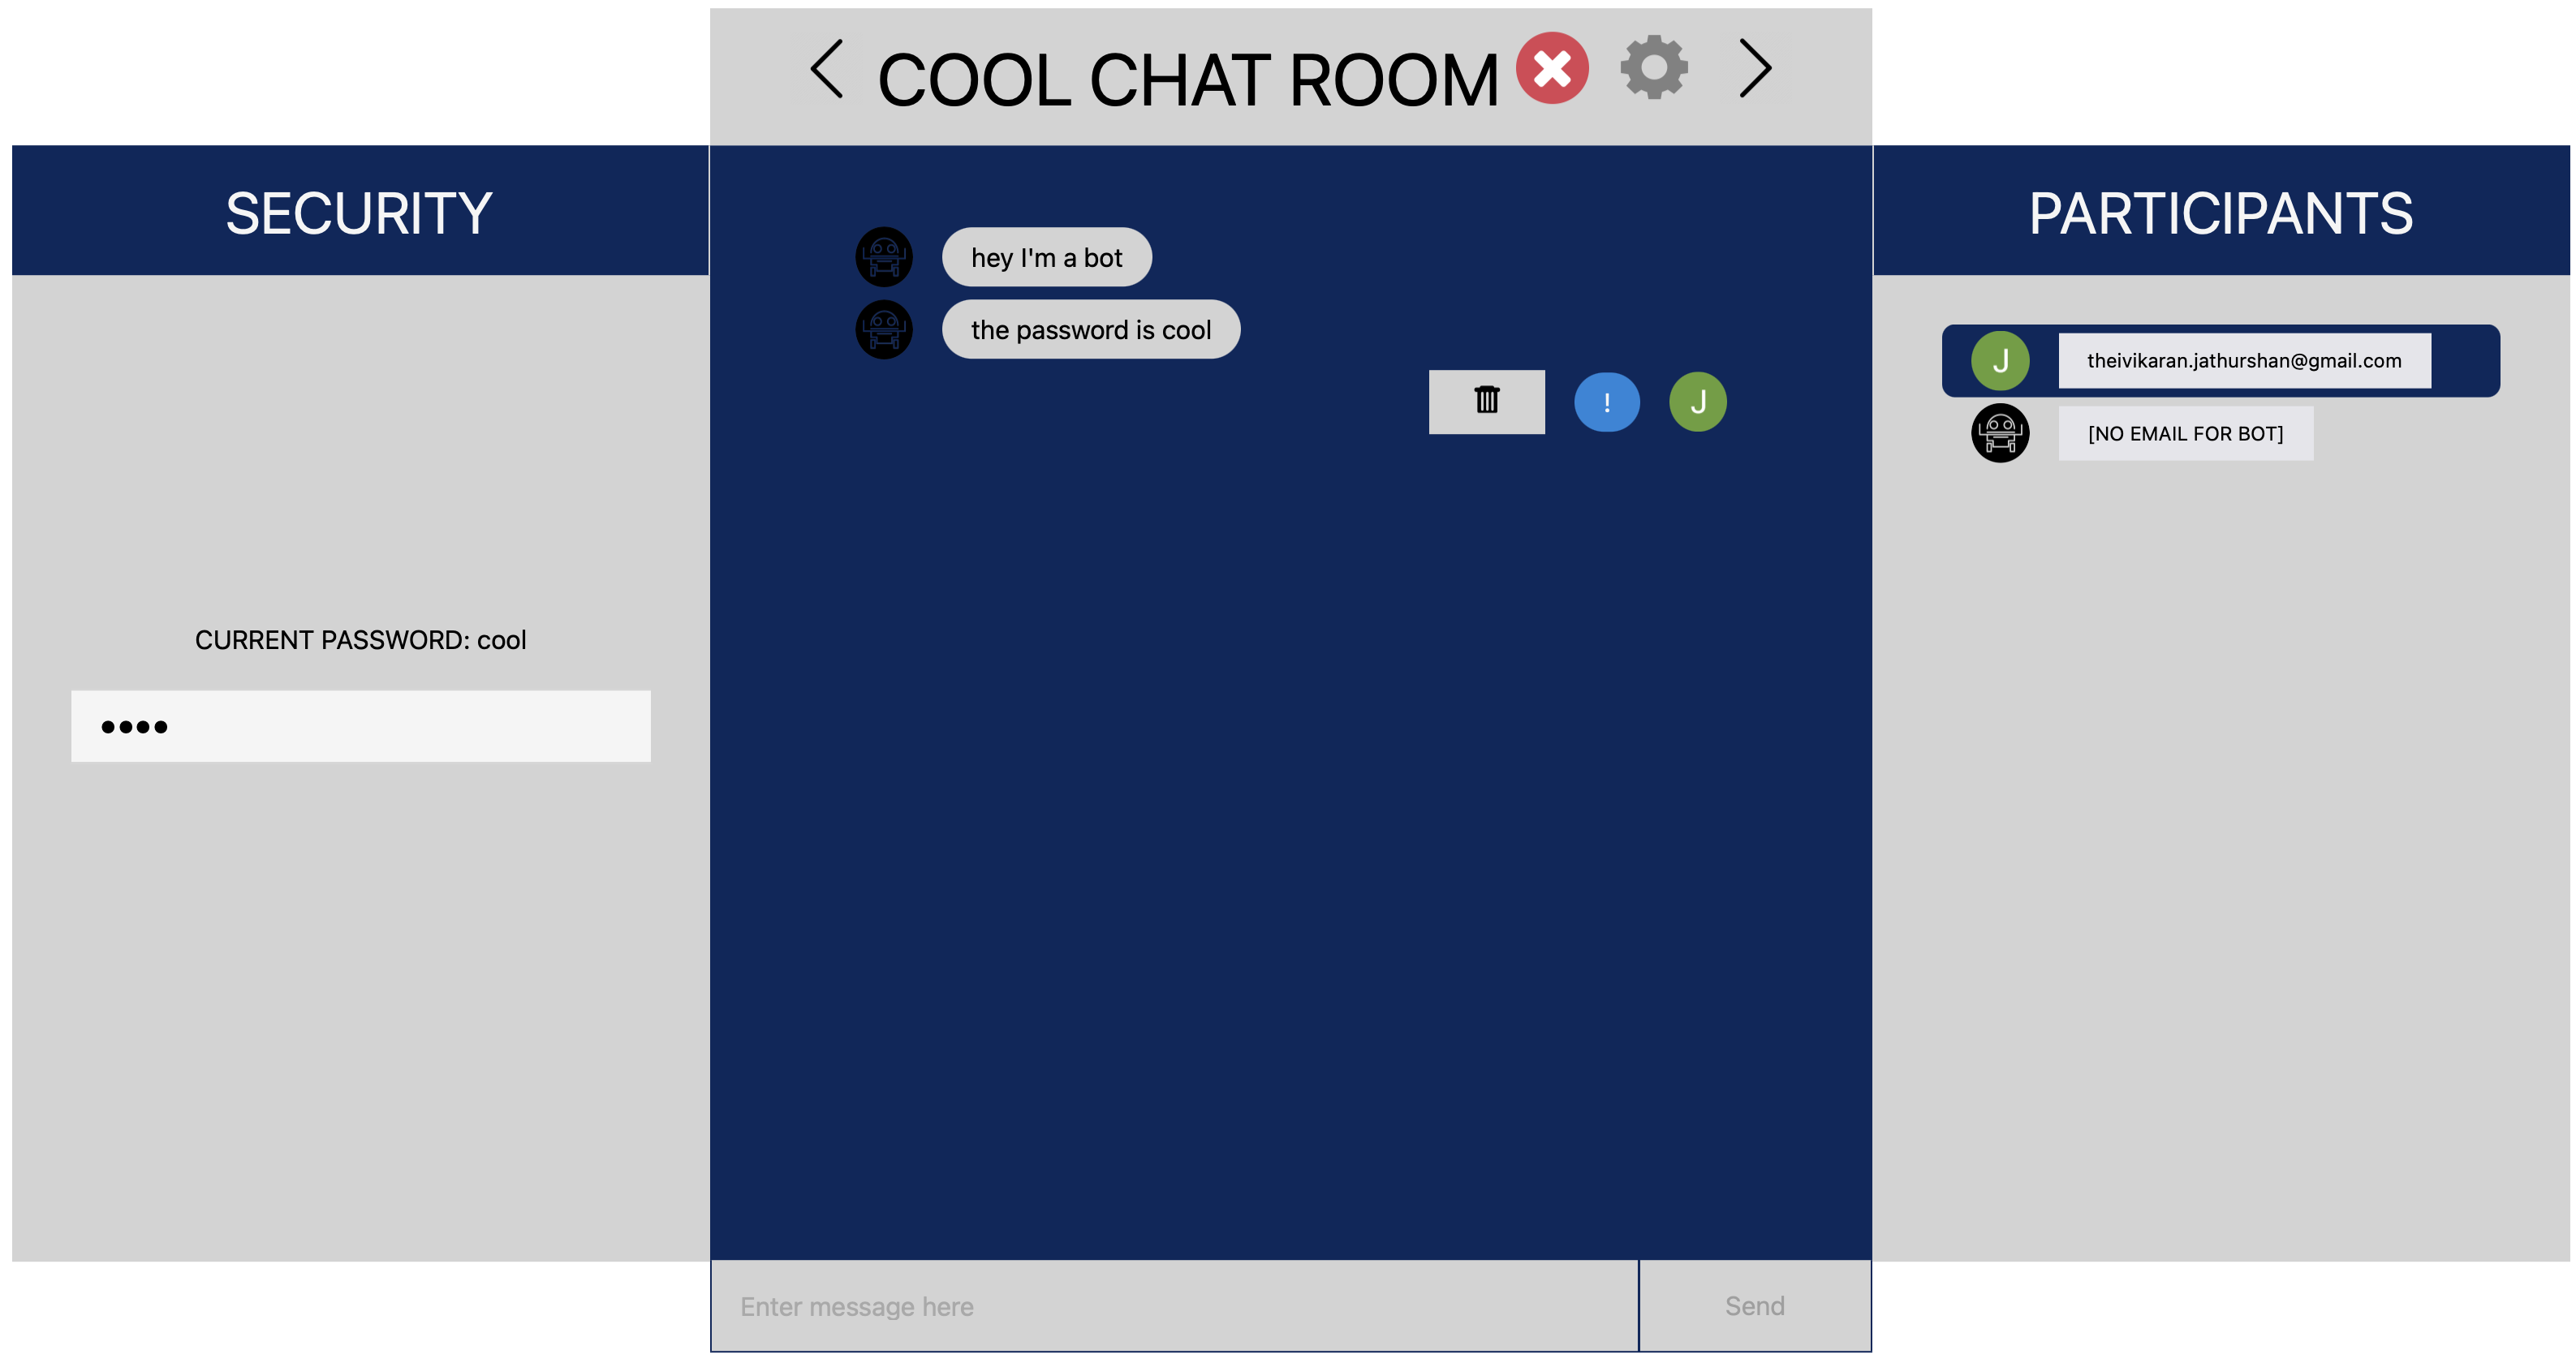 COOL CHAT ROOM
SECURITY
CURRENT PASSWORD: cool
••••
hey I'm a bot
the password is cool
!
J
Enter message here
Send
PARTICIPANTS
J
theivikaran.jathurshan@gmail.com
[NO EMAIL FOR BOT]